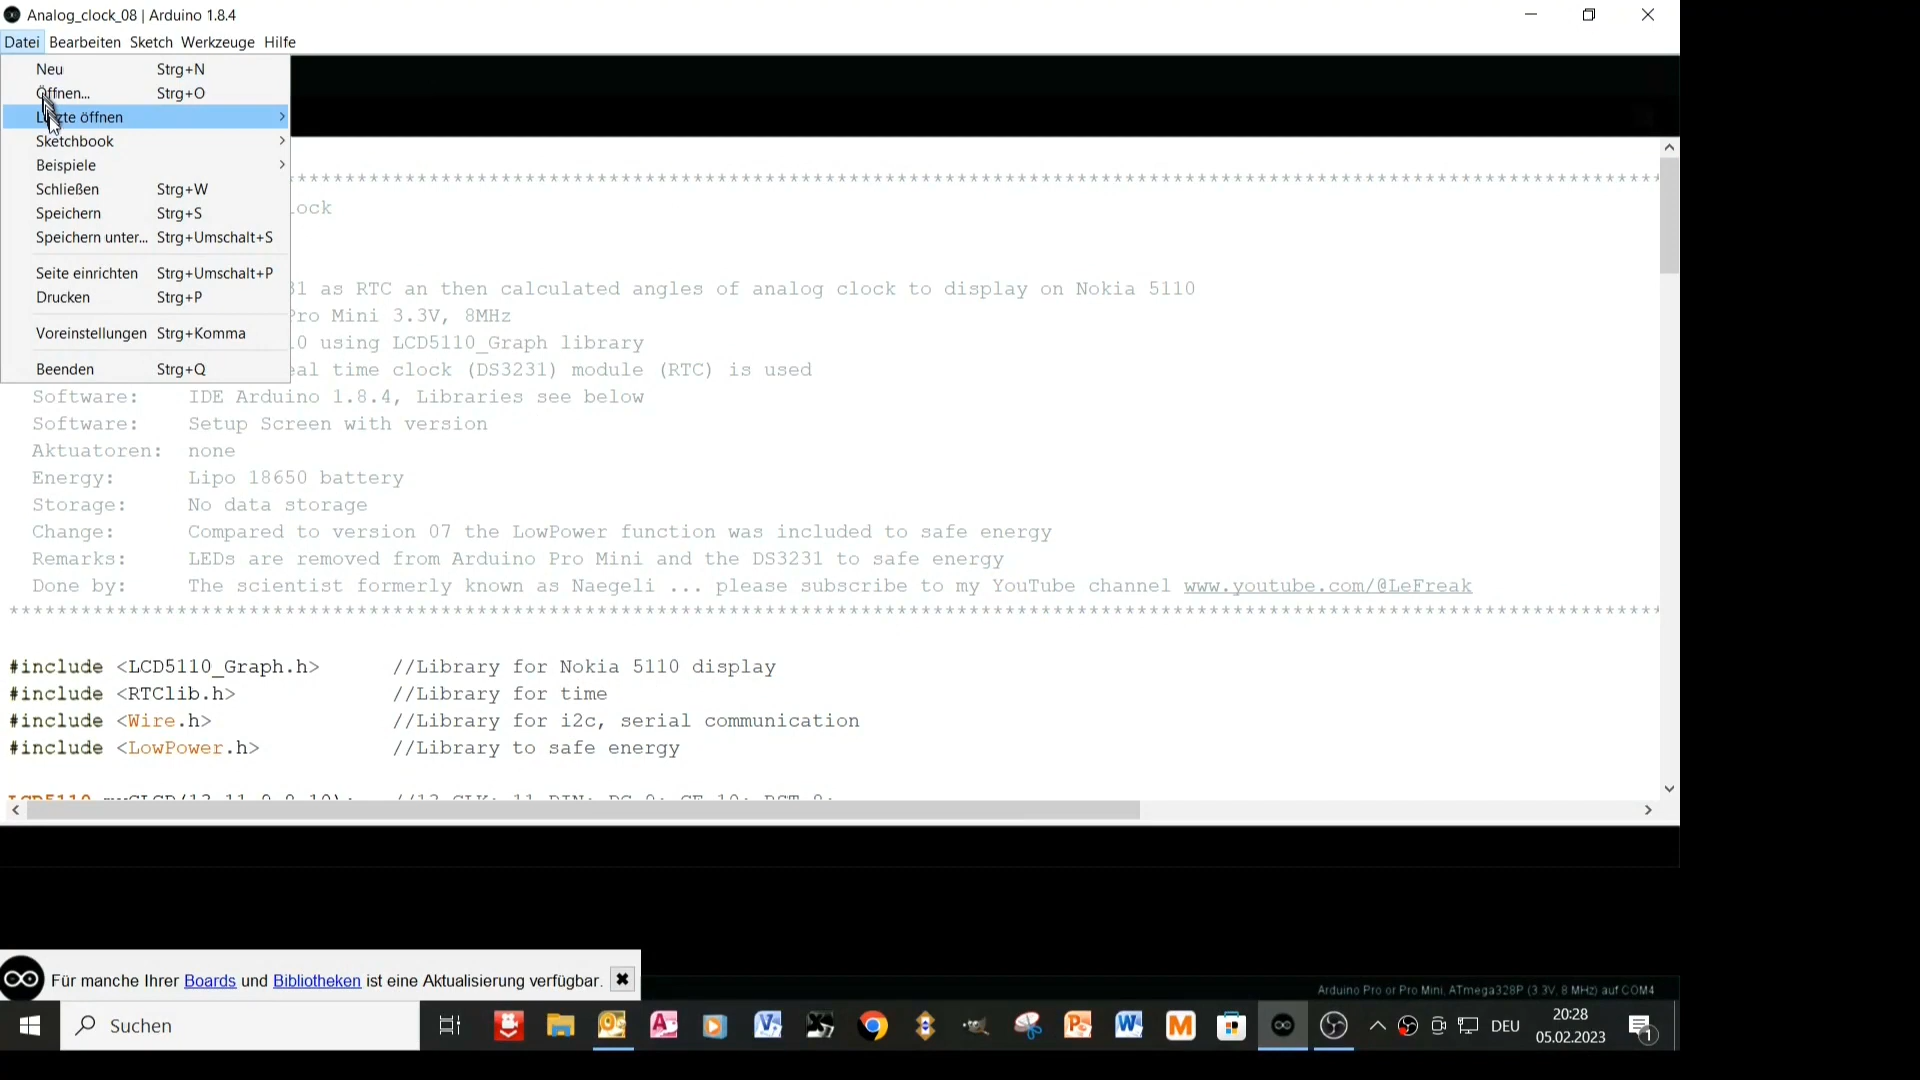 Analog_clock_08 | Arduino 1.8.4
Datei Bearbeiten Sketch Werkzeuge Hilfe
Neu Strg+N
Öffnen... Strg+O
Letzte öffnen
Sketchbook
Beispiele
Schließen Strg+W
Speichern Strg+S
Speichern unter... Strg+Umschalt+S
Seite einrichten Strg+Umschalt+P
Drucken Strg+P
Voreinstellungen Strg+Komma
Beenden Strg+Q
****************************************************************************************************************
ock
31 as RTC an then calculated angles of analog clock to display on Nokia 5110
Pro Mini 3.3V, 8MHz
10 using LCD5110_Graph library
eal time clock (DS3231) module (RTC) is used
Software: IDE Arduino 1.8.4, Libraries see below
Software: Setup Screen with version
Aktuatoren: none
Energy: Lipo 18650 battery
Storage: No data storage
Change: Compared to version 07 the LowPower function was included to safe energy
Remarks: LEDs are removed from Arduino Pro Mini and the DS3231 to safe energy
Done by: The scientist formerly known as Naegeli ... please subscribe to my YouTube channel www.youtube.com/@LeFreak
****************************************************************************************************************************************
#include <LCD5110_Graph.h> //Library for Nokia 5110 display
#include <RTClib.h> //Library for time
#include <Wire.h> //Library for i2c, serial communication
#include <LowPower.h> //Library to safe energy
Für manche Ihrer Boards und Bibliotheken ist eine Aktualisierung verfügbar.
Arduino Pro or Pro Mini, ATmega328P (3.3V, 8 MHz) auf COM4
Suchen
DEU
20:28
05.02.2023
1